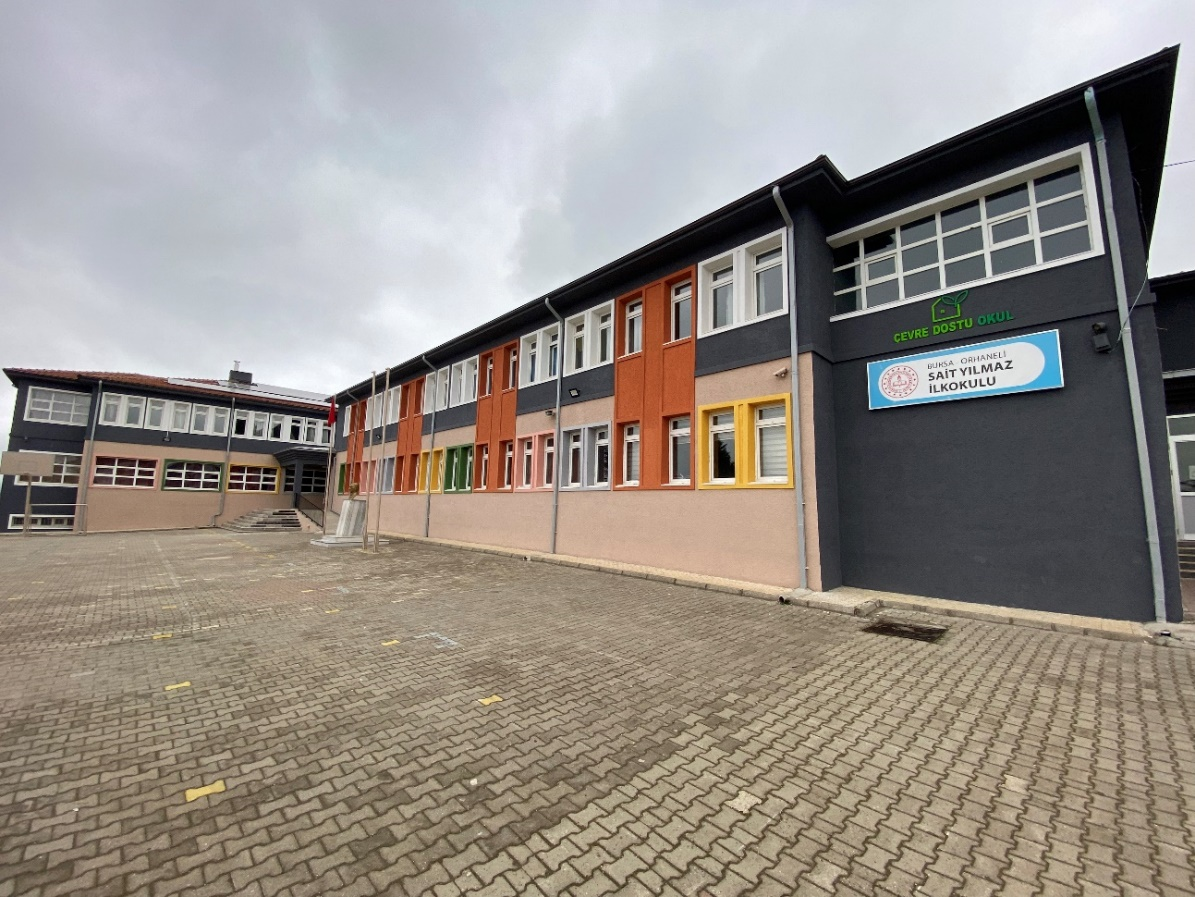 ÇEVRE DOSTU OKUL
BURSA ORHANELİ
SAİT YILMAZ
İLKOKULU